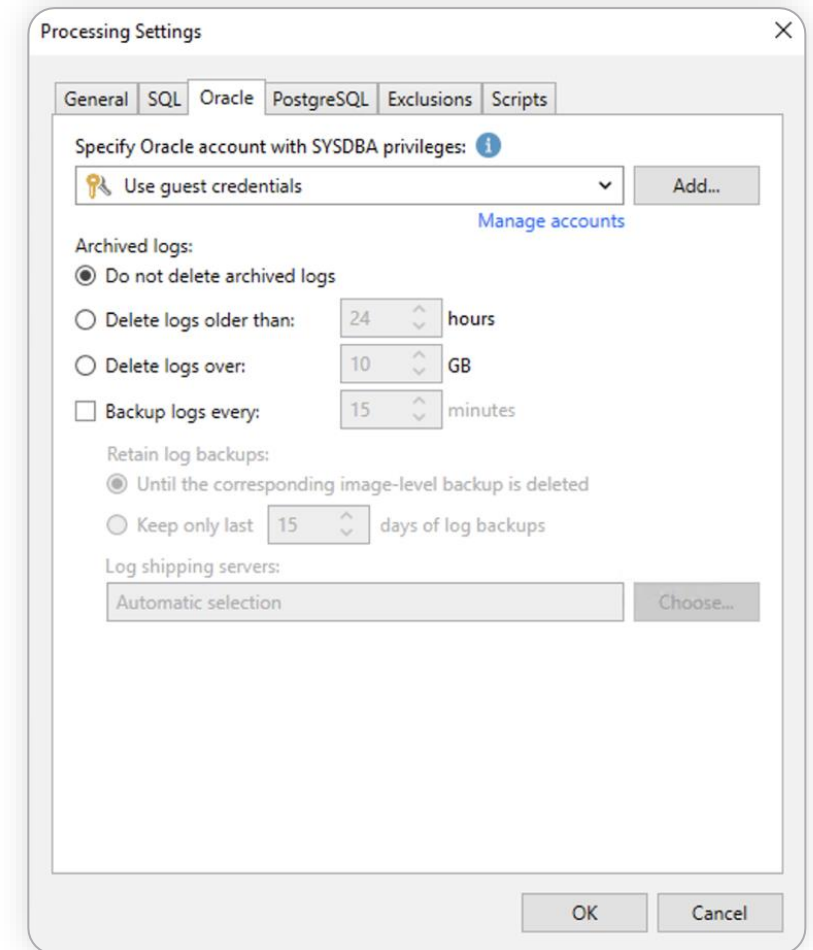 Processing Settings
General SQL Oracle PostgreSQL Exclusions Scripts
Specify Oracle account with SYSDBA privileges:
Use guest credentials Add...
Manage accounts
Archived logs:
Do not delete archived logs
Delete logs older than: 24 hours
Delete logs over: 10 GB
Backup logs every: 15 minutes
Retain log backups:
Until the corresponding image-level backup is deleted
Keep only last 15 days of log backups
Log shipping servers:
Automatic selection Choose...
OK Cancel